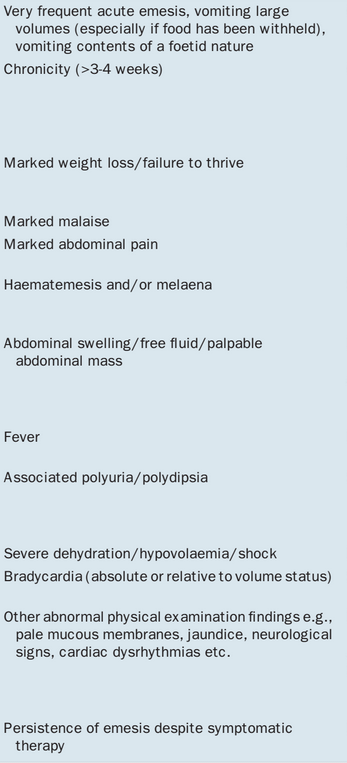 Very frequent acute emesis, vomiting large
volumes (especially if food has been withheld),
vomiting contents of a foetid nature
Chronicity (>3-4 weeks)
Marked weight loss/failure to thrive
Marked malaise
Marked abdominal pain
Haematemesis and/or melaena
Abdominal swelling/free fluid/palpable
abdominal mass
Fever
Associated polyuria/polydipsia
Severe dehydration/hypovolaemia/shock
Bradycardia (absolute or relative to volume status)
Other abnormal physical examination findings e.g.,
pale mucous membranes, jaundice, neurological
signs, cardiac dysrhythmias etc.
Persistence of emesis despite symptomatic
therapy